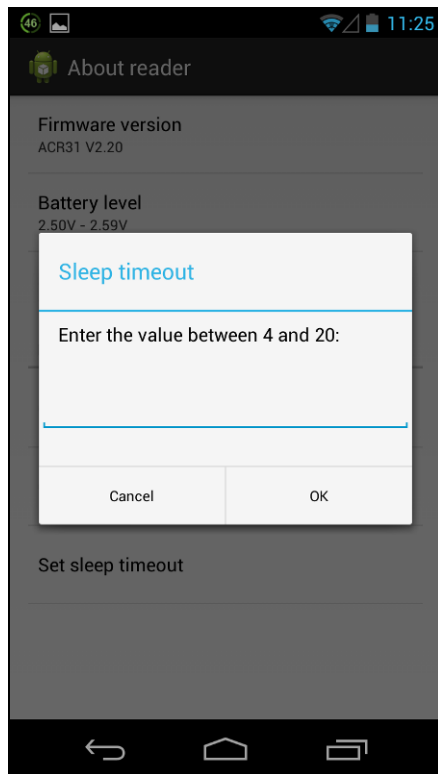 46
11:25
About reader
Firmware version
ACR31 V2.20
Battery level
2.50V - 2.59V
Sleep timeout
Enter the value between 4 and 20:
Cancel
OK
Set sleep timeout